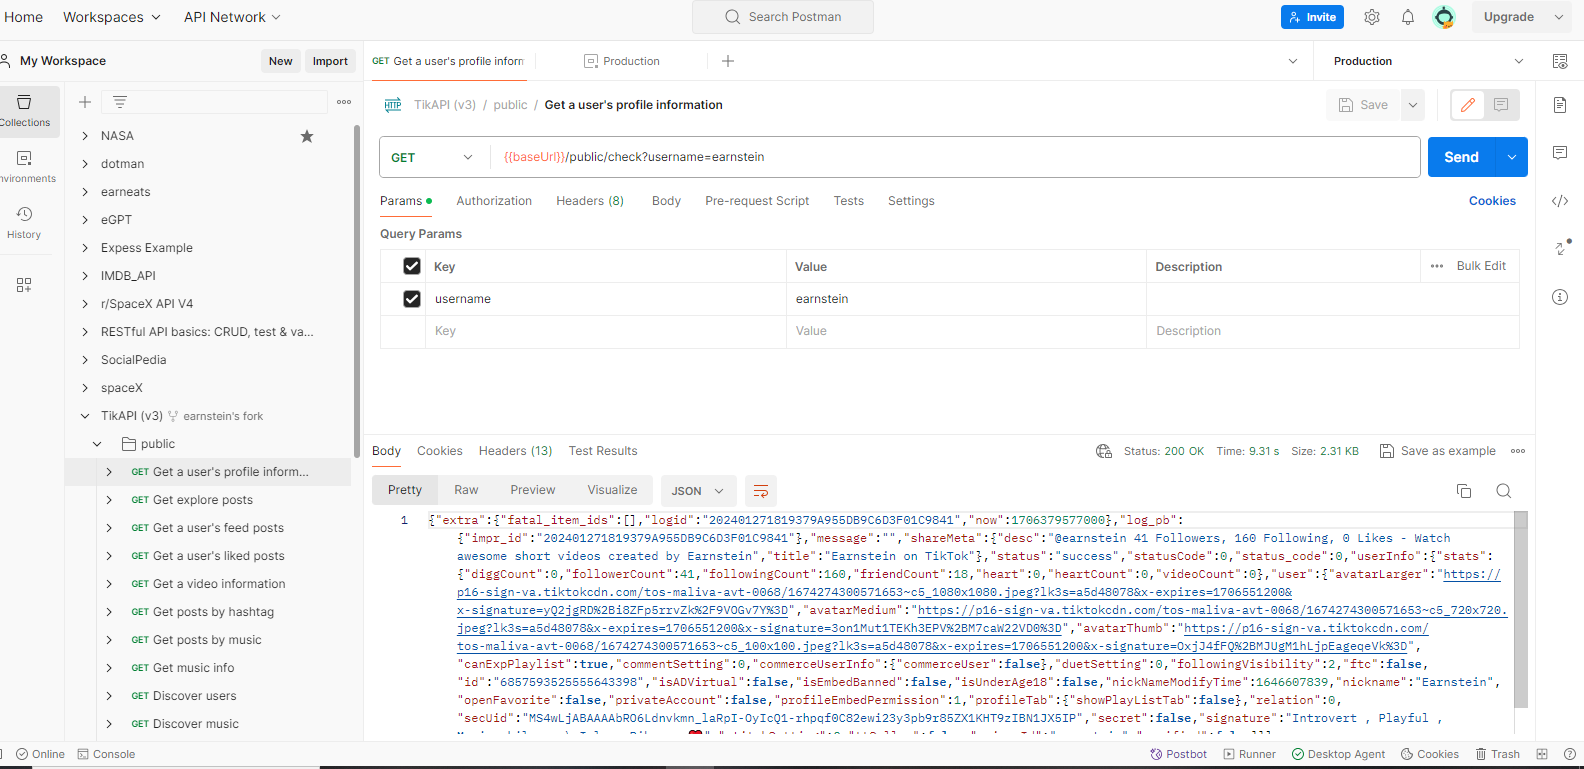 Home Workspaces API Network Search Postman Invite Upgrade
My Workspace New Import GET Get a user's profile inforn Production Production
TikAPI (v3) / public / Get a user's profile information Save
Collections
NASA
dotman
earneats
eGPT
Expess Example
IMDB_API
r/SpaceX API V4
RESTful API basics: CRUD, test & va...
SocialPedia
spaceX
TikAPI (v3) earnstein's fork
public
GET Get a user's profile inform...
GET Get explore posts
GET Get a user's feed posts
GET Get a user's liked posts
GET Get a video information
GET Get posts by hashtag
GET Get posts by music
GET Get music info
GET Discover users
GET Discover music
nvironments
History
GET {{baseUrl}}/public/check?username=earnstein Send
Params Authorization Headers (8) Body Pre-request Script Tests Settings Cookies
Query Params
Key Value Description Bulk Edit
username earnstein
Key Value Description
Body Cookies Headers (13) Test Results Status: 200 OK Time: 9.31 s Size: 2.31 KB Save as example
Pretty Raw Preview Visualize JSON
1 {"extra":{"fatal_item_ids":[],"logid":"202401271819379A955DB9C6D3F01C9841","now":1706379577000},"log_pb":
{"impr_id":"202401271819379A955DB9C6D3F01C9841"},"message":"","shareMeta":{"desc":"@earnstein 41 Followers, 160 Following, 0 Likes - Watch
awesome short videos created by Earnstein","title":"Earnstein on TikTok"},"status":"success","statusCode":0,"status_code":0,"userInfo":{"stats":
{"diggCount":0,"followerCount":41,"followingCount":160,"friendCount":18,"heart":0,"heartCount":0,"videoCount":0},"user":{"avatarLarger":"https://
p16-sign-va.tiktokcdn.com/tos-maliva-avt-0068/1674274300571653~c5_1080x1080.jpeg?lk3s=a5d48078&x-expires=1706551200&
x-signature=yQ2jgRD%2Bi8ZFp5rrvZk%2F9VOGv7Y%3D","avatarMedium":"https://p16-sign-va.tiktokcdn.com/tos-maliva-avt-0068/1674274300571653~c5_720x720.
jpeg?lk3s=a5d48078&x-expires=1706551200&x-signature=3on1Mut1TEKh3EPV%2BM7caW22VD0%3D","avatarThumb":"https://p16-sign-va.tiktokcdn.com/
tos-maliva-avt-0068/1674274300571653~c5_100x100.jpeg?lk3s=a5d48078&x-expires=1706551200&x-signature=OxjJ4fFQ%2BMJUgM1hLjpEageqeVk%3D",
"canExpPlaylist":true,"commentSetting":0,"commerceUserInfo":{"commerceUser":false},"duetSetting":0,"followingVisibility":2,"ftc":false,
"id":"6857593525555643398","isADVirtual":false,"isEmbedBanned":false,"isUnderAge18":false,"nickNameModifyTime":1646607839,"nickname":"Earnstein",
"openFavorite":false,"privateAccount":false,"profileEmbedPermission":1,"profileTab":{"showPlayListTab":false},"relation":0,
"secUid":"MS4wLjABAAAAbRO6Ldnvkmn_laRpI-OyIcQ1-rhpqf0C82ewi23y3pb9r85ZX1KHT9zIBN1JX5IP","secret":false,"signature":"Introvert , Playful ,
Online Console Postbot Runner Desktop Agent Cookies Trash